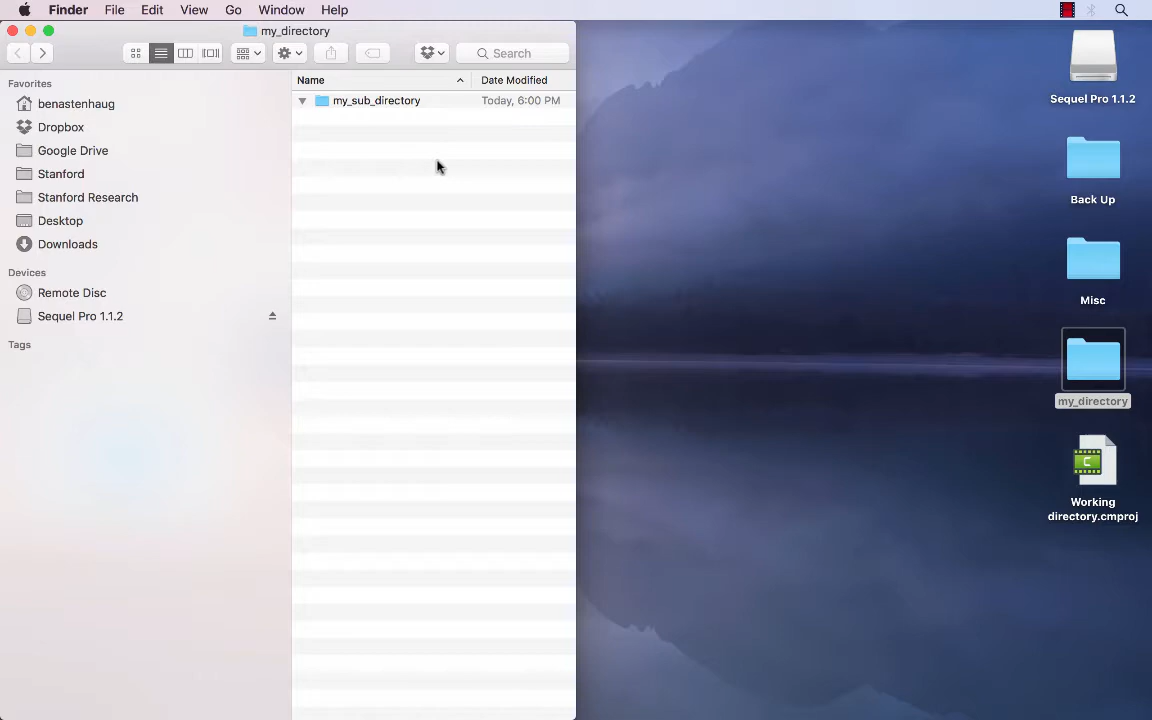 Finder File Edit View Go Window Help
my_directory
Search
Favorites
benastenhaug
Dropbox
Google Drive
Stanford
Stanford Research
Desktop
Downloads
Devices
Remote Disc
Sequel Pro 1.1.2
Tags
Name Date Modified
my_sub_directory Today, 6:00 PM
Sequel Pro 1.1.2
Back Up
Misc
my_directory
C
Working
directory.cmproj